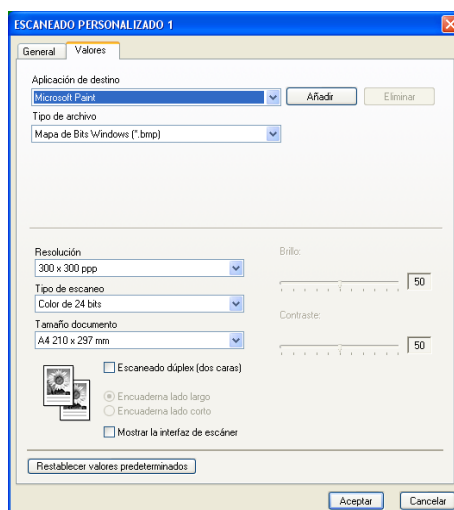 ESCANEADO PERSONALIZADO 1
General Valores
Aplicación de destino
Microsoft Paint Añadir Eliminar
Tipo de archivo
Mapa de Bits Windows (*.bmp)
Resolución Brillo:
300 x 300 ppp 50
Tipo de escaneo
Color de 24 bits
Contraste:
Tamaño documento
A4 210 x 297 mm 50
Escaneado dúplex (dos caras)
Encuaderna lado largo
Encuaderna lado corto
Mostrar la interfaz de escáner
Restablecer valores predeterminados
Aceptar Cancelar